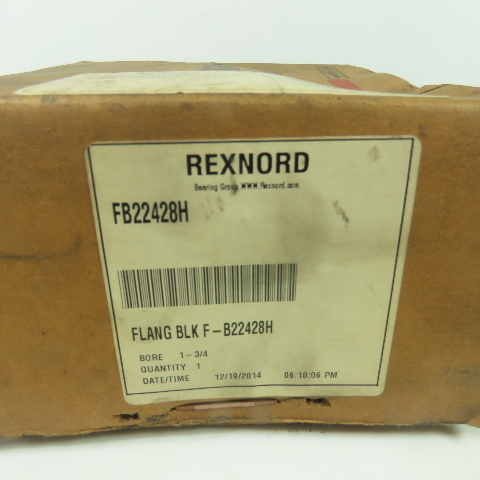 REXNORD
Bearing Group www.Rexnord.com
FB22428H
FLANG BLK F-B22428H
BORE 1-3/4
QUANTITY 1
DATE/TIME 12/19/2014 06:10:06 PM